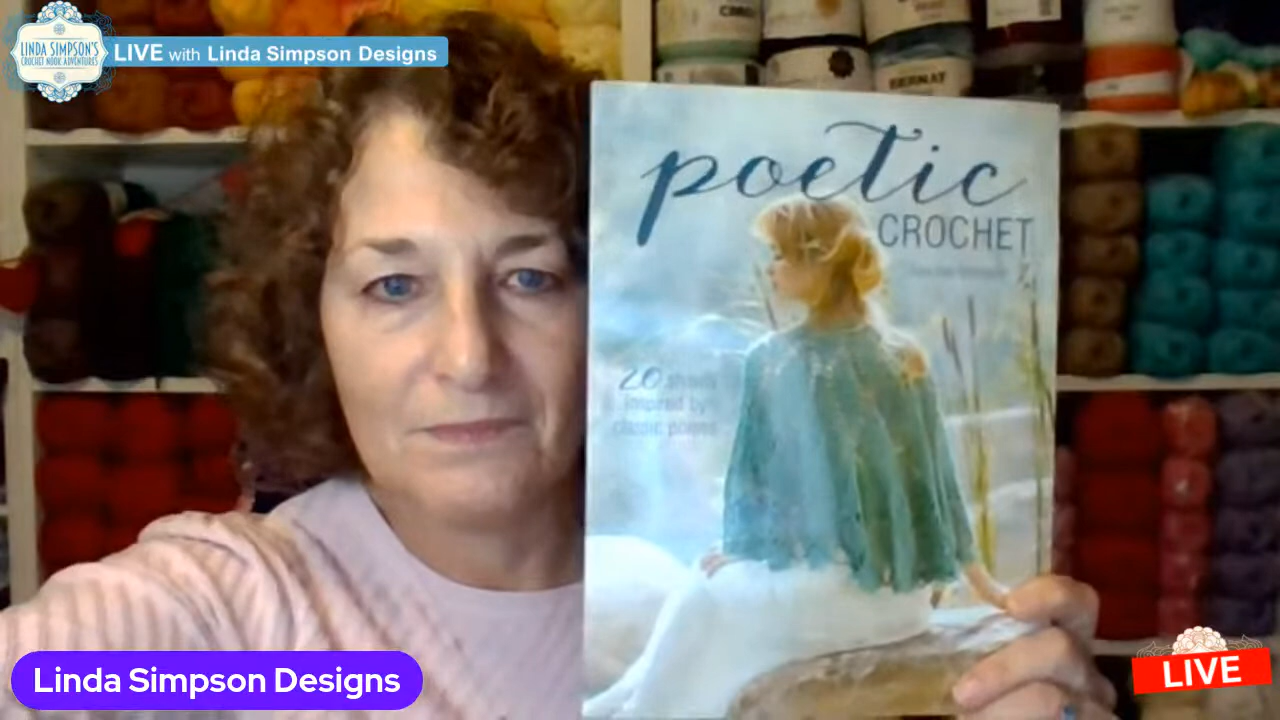 LINDA SIMPSON'S
CROCHET NOOK ADVENTURES
LIVE with Linda Simpson Designs
BERNAT
poetic
CROCHET
20 shawls
inspired by
classic poems
Linda Simpson Designs
LIVE